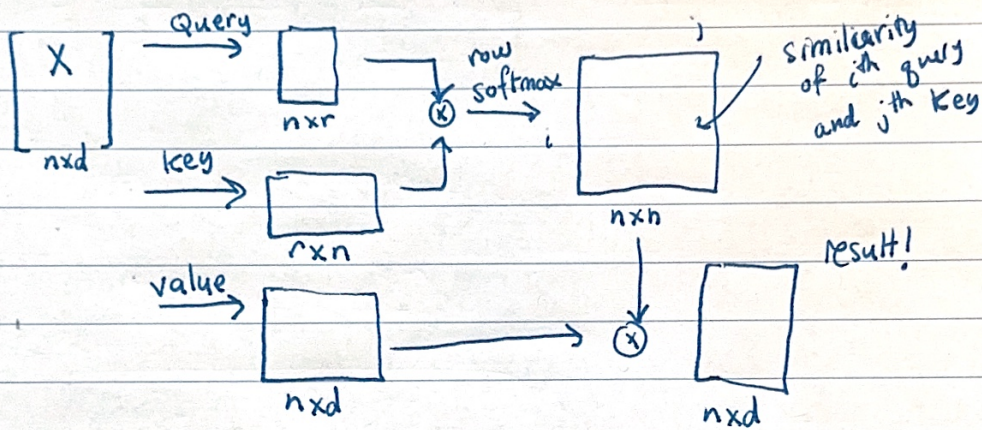 X
nxd
Query
nxr
key
rxn
value
nxd
row
softmax
x
i
j
nxn
similarity
of ith query
and jth key
x
result!
nxd